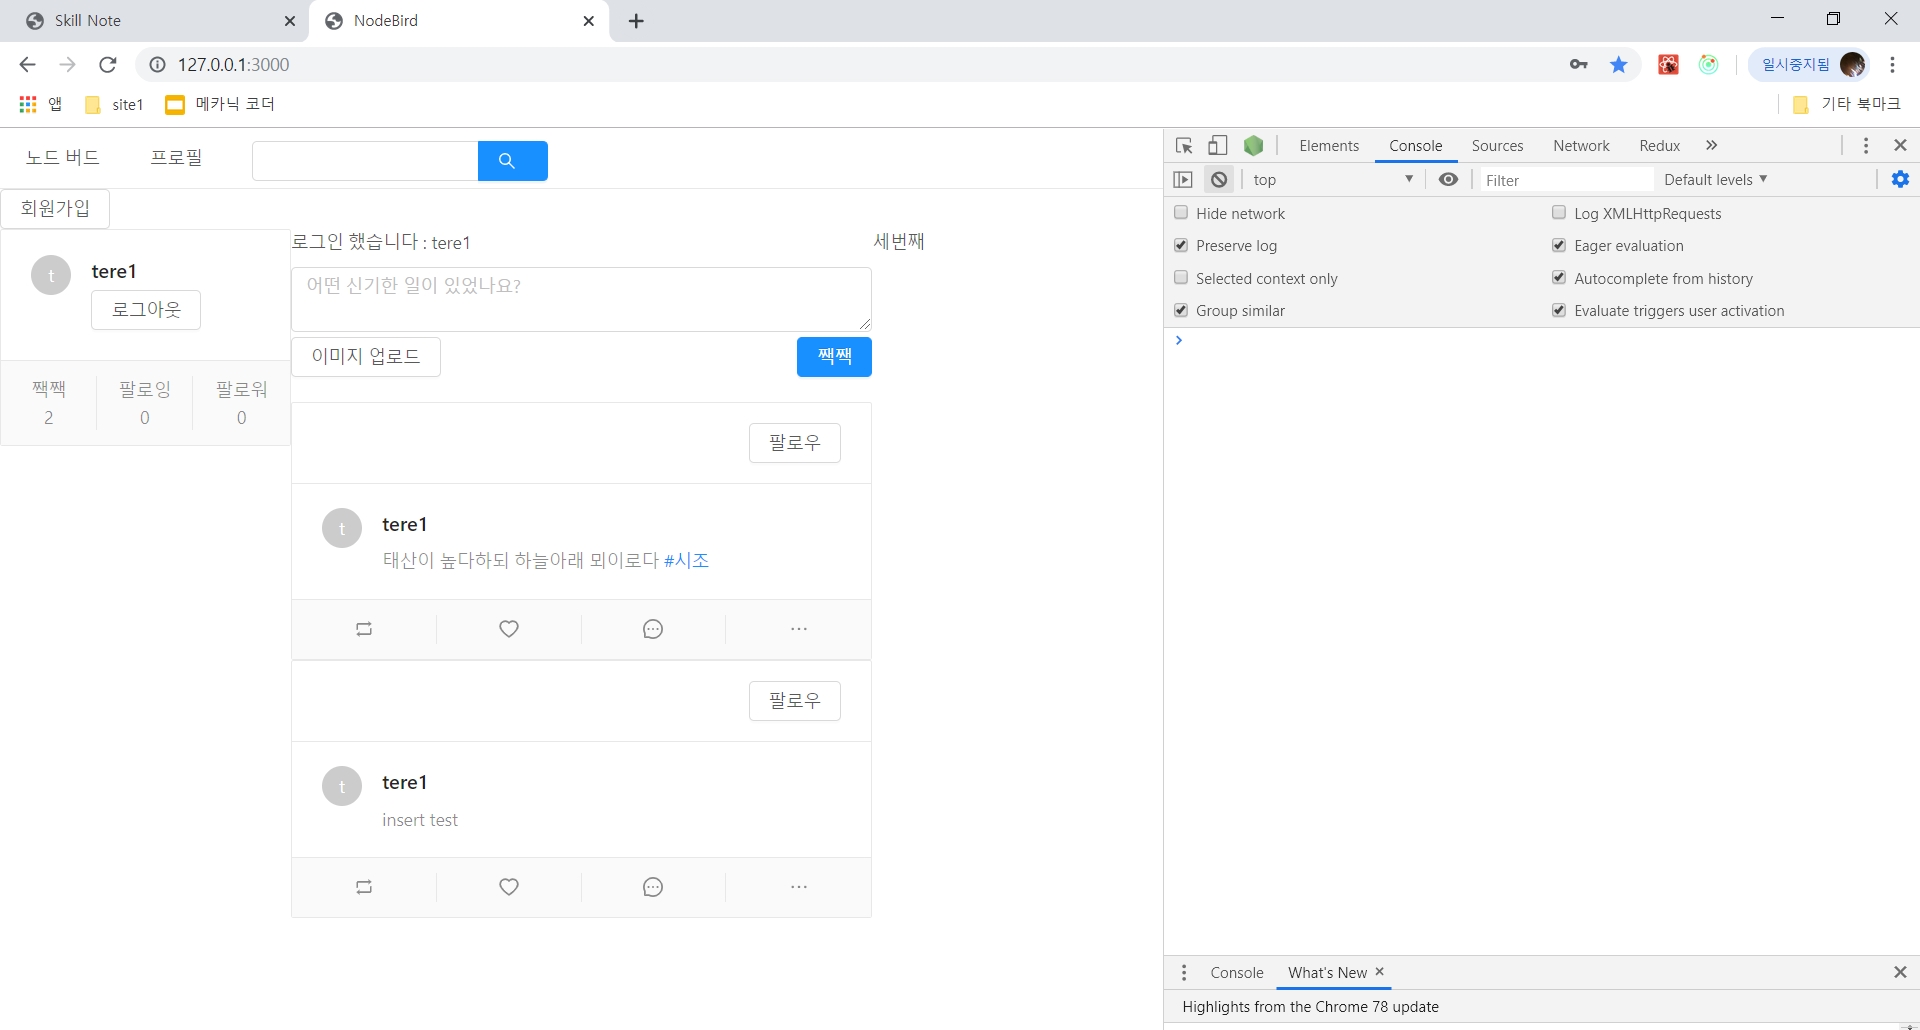 Skill Note
NodeBird
127.0.0.1:3000
일시중지됨
앱
site1
메카닉 코더
기타 북마크
노드 버드
프로필
회원가입
t
tere1
로그아웃
짹짹
2
팔로잉
0
팔로워
0
로그인 했습니다 : tere1
어떤 신기한 일이 있었나요?
이미지 업로드
짹짹
팔로우
t
tere1
태산이 높다하되 하늘아래 뫼이로다 #시조
팔로우
t
tere1
insert test
세번째
Elements
Console
Sources
Network
Redux
top
Filter
Default levels
Hide network
Log XMLHttpRequests
Preserve log
Eager evaluation
Selected context only
Autocomplete from history
Group similar
Evaluate triggers user activation
Console
What's New
Highlights from the Chrome 78 update